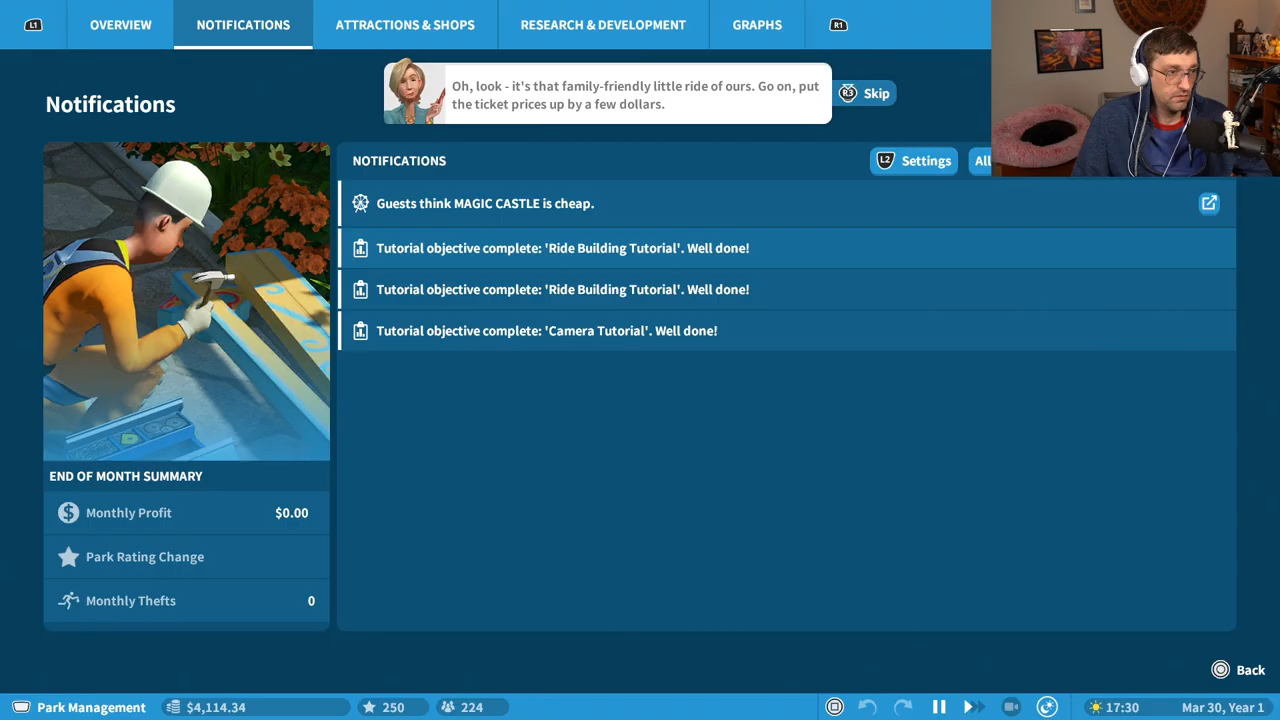 L1
OVERVIEW
NOTIFICATIONS
ATTRACTIONS & SHOPS
RESEARCH & DEVELOPMENT
GRAPHS
R1
Oh, look - it's that family-friendly little ride of ours. Go on, put
the ticket prices up by a few dollars.
R3 Skip
Notifications
NOTIFICATIONS
L2 Settings
All
Guests think MAGIC CASTLE is cheap.
Tutorial objective complete: 'Ride Building Tutorial'. Well done!
Tutorial objective complete: 'Ride Building Tutorial'. Well done!
Tutorial objective complete: 'Camera Tutorial'. Well done!
END OF MONTH SUMMARY
Monthly Profit $0.00
Park Rating Change
Monthly Thefts 0
Back
Park Management
$4,114.34
250
224
17:30
Mar 30, Year 1